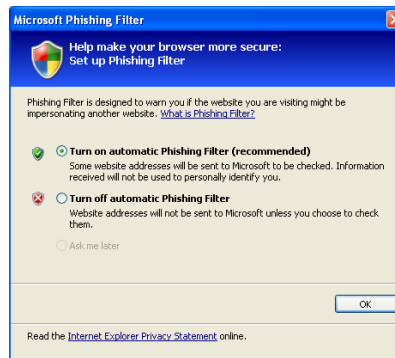 Microsoft Phishing Filter
Help make your browser more secure:
Set up Phishing Filter
Phishing Filter is designed to warn you if the website you are visiting might be
impersonating another website. What is Phishing Filter?
Turn on automatic Phishing Filter (recommended)
Some website addresses will be sent to Microsoft to be checked. Information
received will not be used to personally identify you.
Turn off automatic Phishing Filter
Website addresses will not be sent to Microsoft unless you choose to check
them.
Ask me later
OK
Read the Internet Explorer Privacy Statement online.